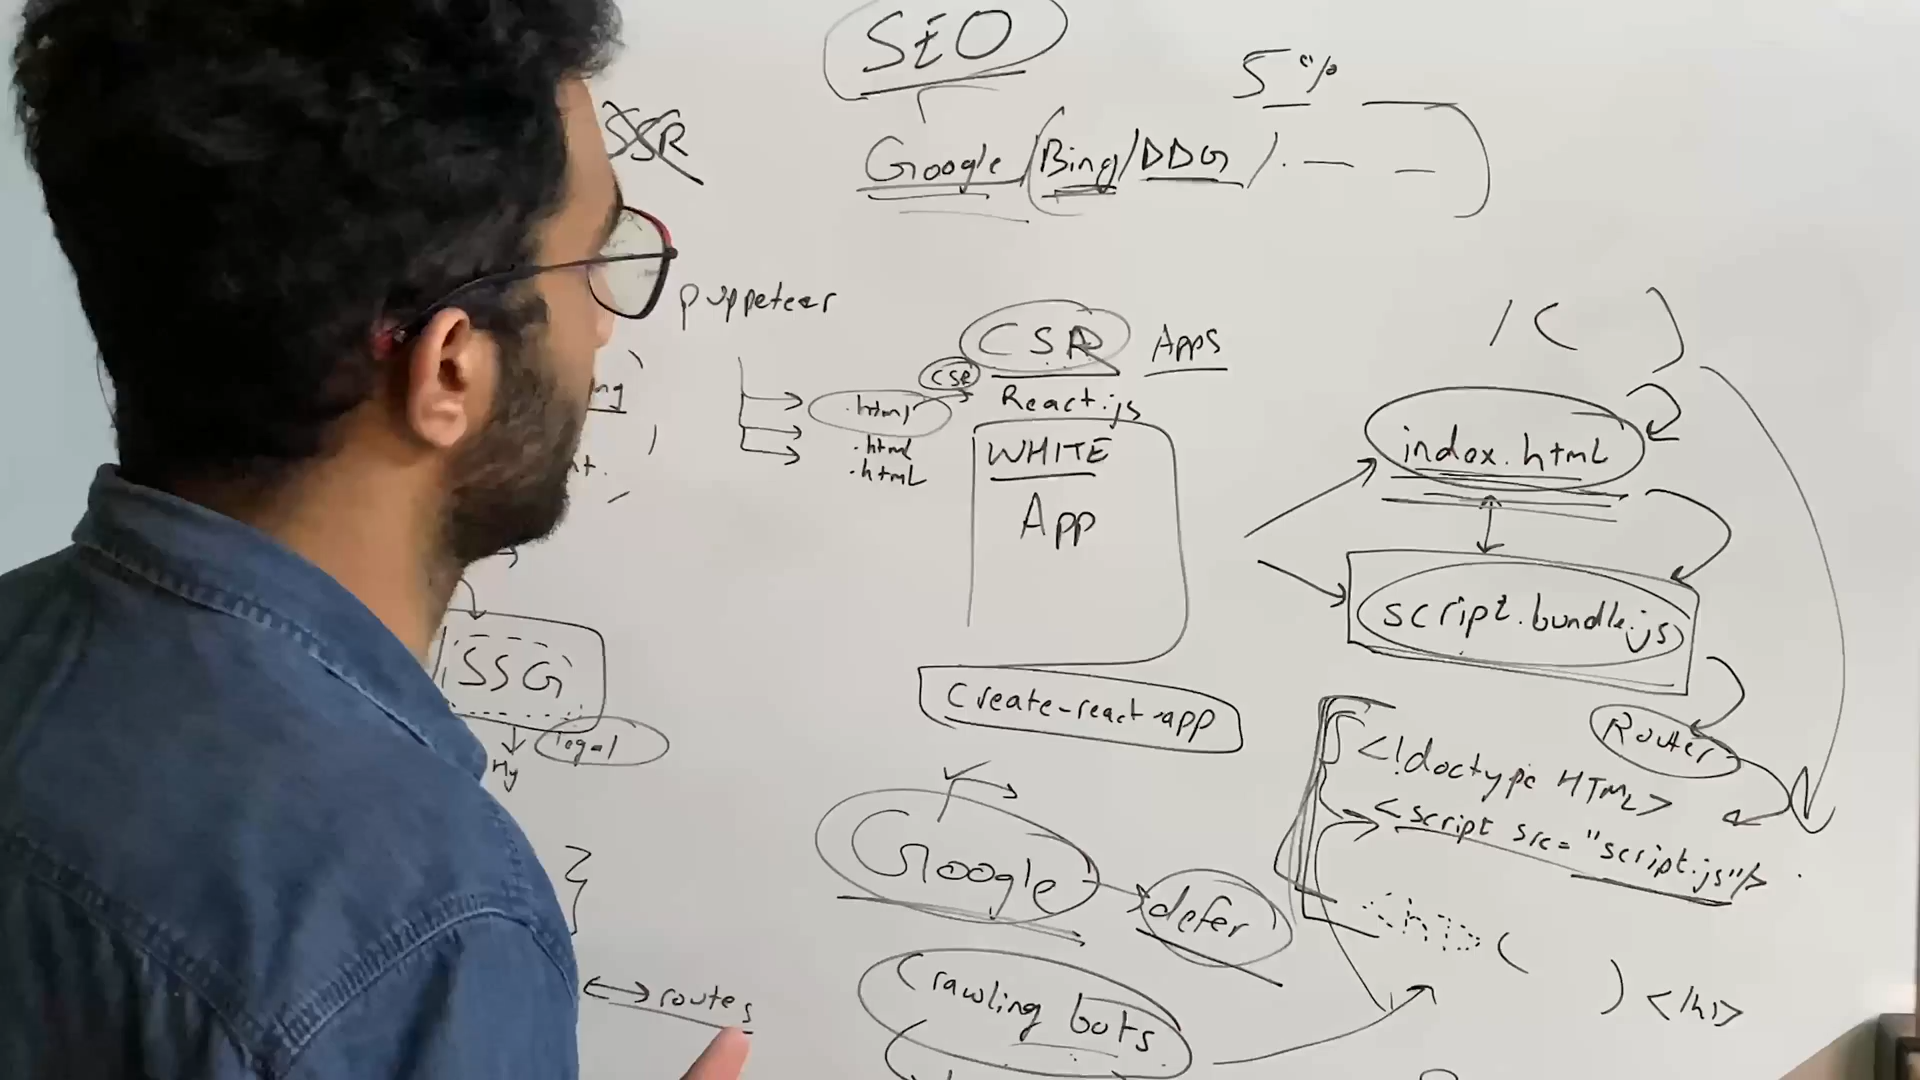 SEO
5%
SSR
Google / Bing / DDG /. — —
puppeteer
/ ( )
CSR Apps
CSR
React.js
.html
.html
.html
WHITE
App
index.html
script.bundle.js
SSG
legal
create-react-app
Router
<!doctype HTML>
<script src="script.js"/>
Google
defer
<h1> ( ) </h1>
Crawling bots
routes